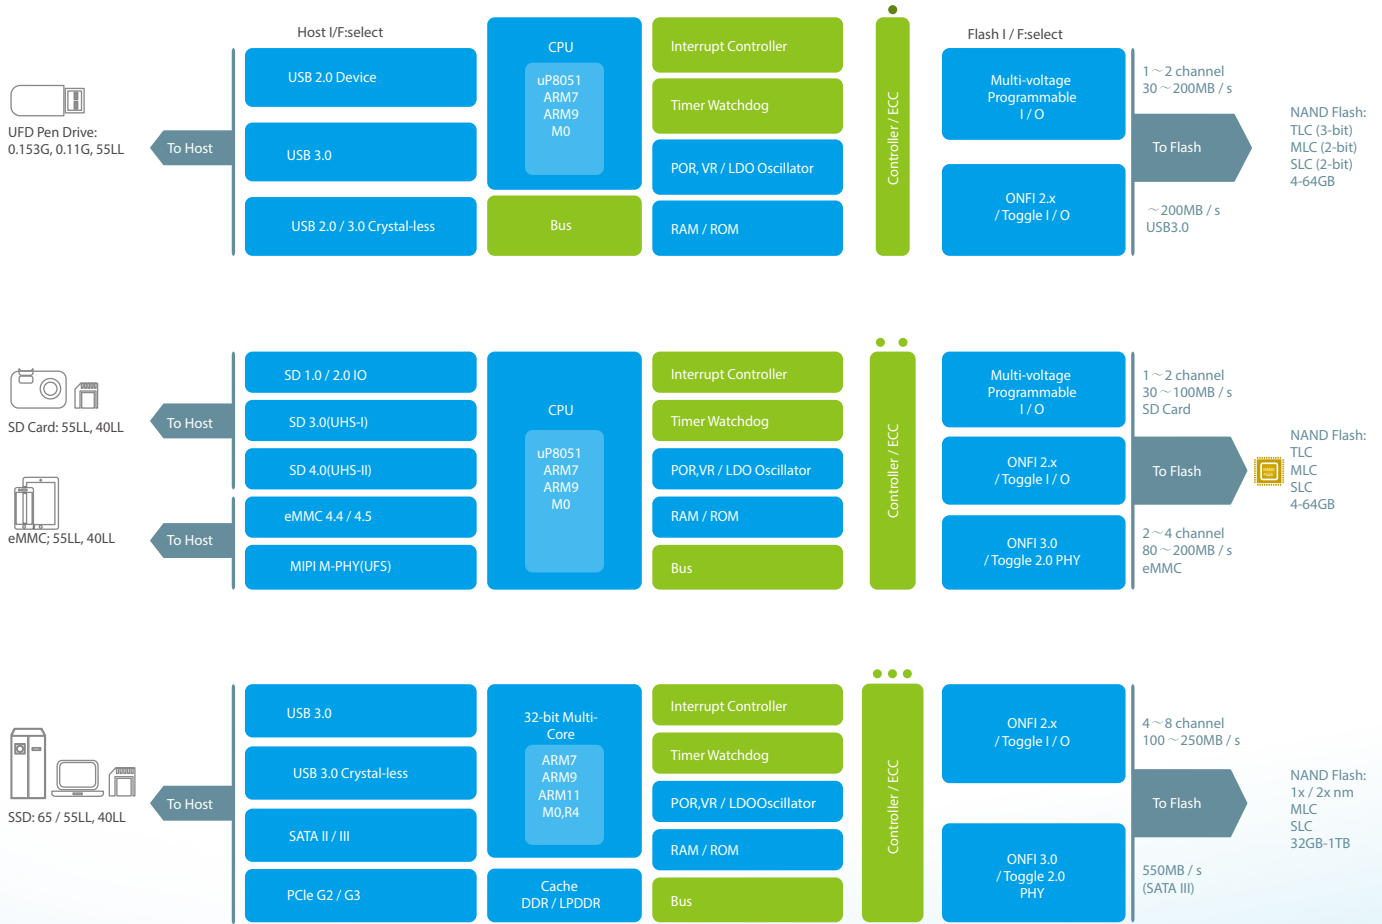 Host I/F:select
Flash I / F:select
UFD Pen Drive:
0.153G, 0.11G, 55LL
To Host
USB 2.0 Device
USB 3.0
USB 2.0 / 3.0 Crystal-less
CPU
uP8051
ARM7
ARM9
M0
Bus
Interrupt Controller
Timer Watchdog
POR, VR / LDO Oscillator
RAM / ROM
Controller / ECC
Multi-voltage
Programmable
I / O
ONFI 2.x
/ Toggle I / O
1～2 channel
30～200MB / s
To Flash
～200MB / s
USB3.0
NAND Flash:
TLC (3-bit)
MLC (2-bit)
SLC (2-bit)
4-64GB
SD Card: 55LL, 40LL
To Host
eMMC; 55LL, 40LL
To Host
SD 1.0 / 2.0 IO
SD 3.0(UHS-I)
SD 4.0(UHS-II)
eMMC 4.4 / 4.5
MIPI M-PHY(UFS)
CPU
uP8051
ARM7
ARM9
M0
Interrupt Controller
Timer Watchdog
POR,VR / LDO Oscillator
RAM / ROM
Bus
Controller / ECC
Multi-voltage
Programmable
I / O
ONFI 2.x
/ Toggle I / O
ONFI 3.0
/ Toggle 2.0 PHY
1～2 channel
30～100MB / s
SD Card
To Flash
2～4 channel
80～200MB / s
eMMC
NAND Flash:
TLC
MLC
SLC
4-64GB
SSD: 65 / 55LL, 40LL
To Host
USB 3.0
USB 3.0 Crystal-less
SATA II / III
PCIe G2 / G3
32-bit Multi-
Core
ARM7
ARM9
ARM11
M0,R4
Cache
DDR / LPDDR
Interrupt Controller
Timer Watchdog
POR,VR / LDOOscillator
RAM / ROM
Bus
Controller / ECC
ONFI 2.x
/ Toggle I / O
ONFI 3.0
/ Toggle 2.0
PHY
4～8 channel
100～250MB / s
To Flash
550MB / s
(SATA III)
NAND Flash:
1x / 2x nm
MLC
SLC
32GB-1TB